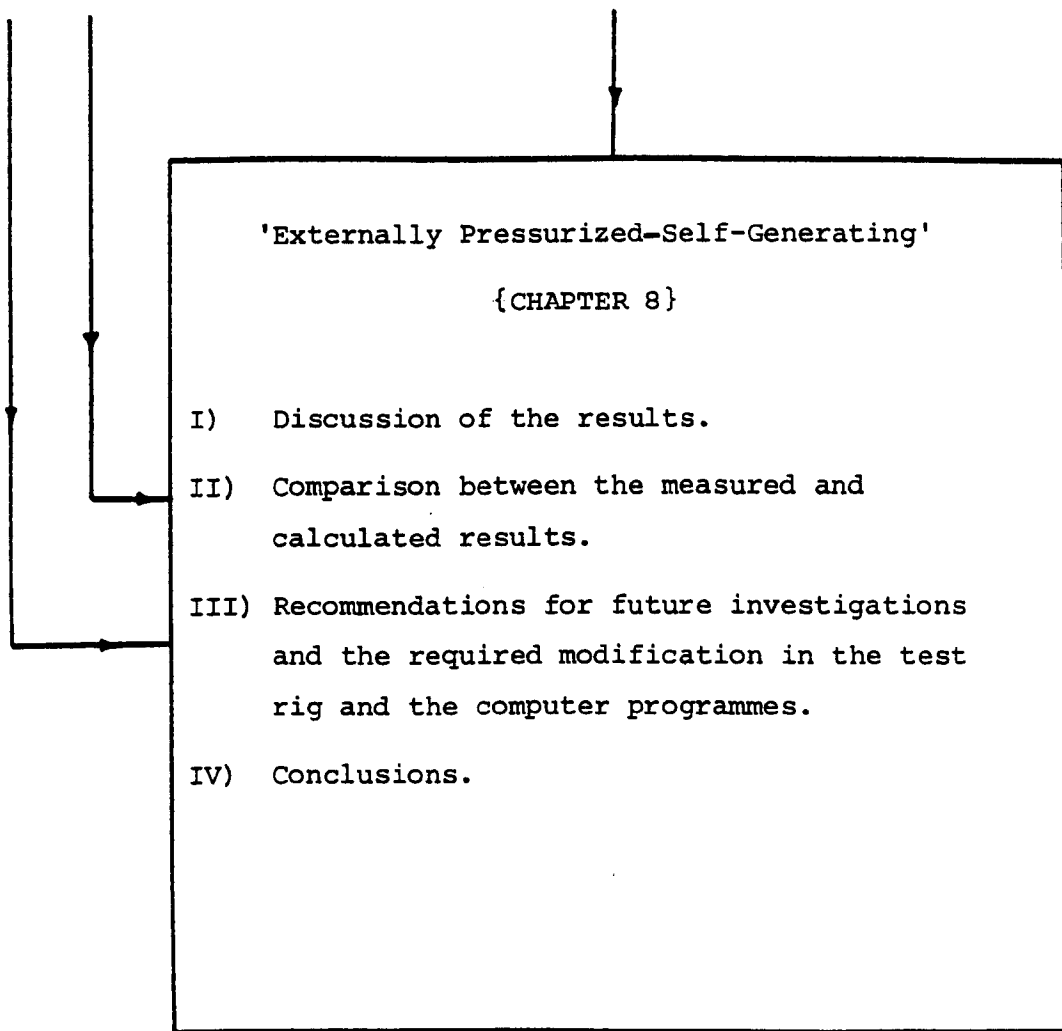 'Externally Pressurized-Self-Generating'
{CHAPTER 8}
I) Discussion of the results.
II) Comparison between the measured and
calculated results.
III) Recommendations for future investigations
and the required modification in the test
rig and the computer programmes.
IV) Conclusions.